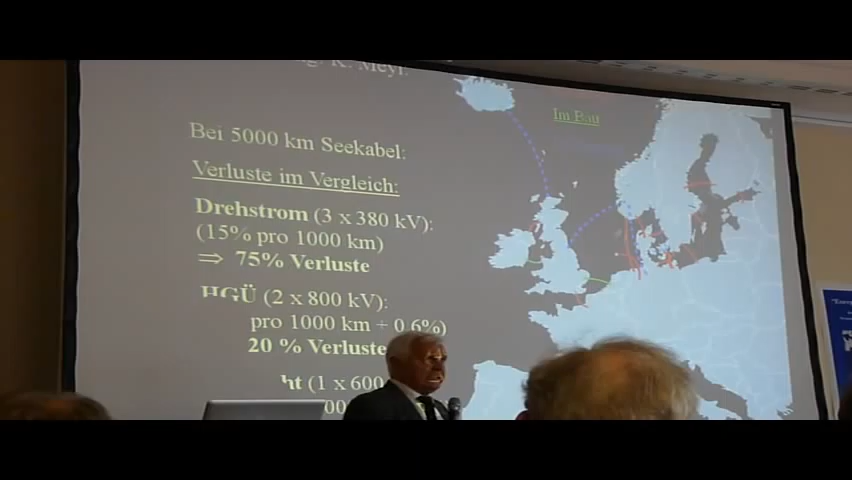 K. Meyl:
Im Bau
Bei 5000 km Seekabel:
Verluste im Vergleich:
Drehstrom (3 x 380 kV):
(15% pro 1000 km)
⇒ 75% Verluste
HGÜ (2 x 800 kV):
pro 1000 km + 0,6%)
20 % Verluste
ht (1 x 600